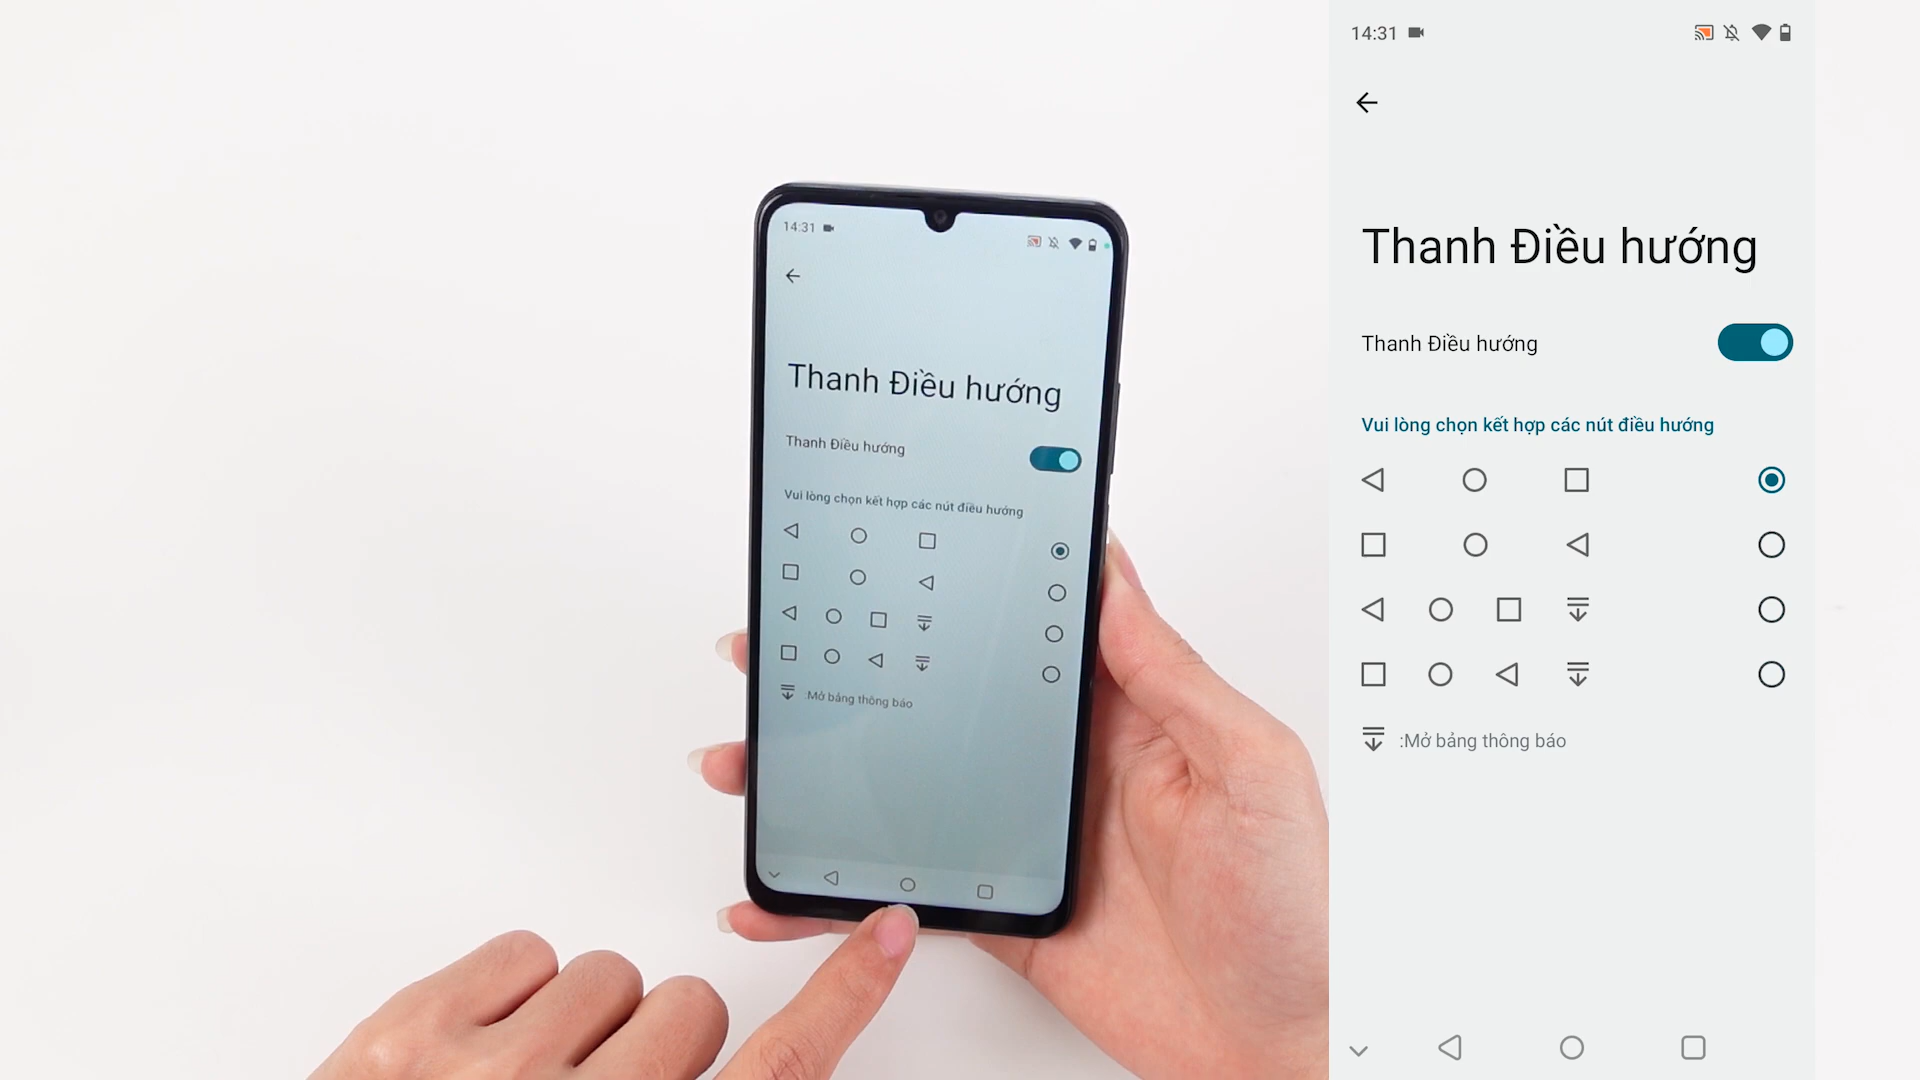 14:31
Thanh Điều hướng
Thanh Điều hướng
Vui lòng chọn kết hợp các nút điều hướng
:Mở bảng thông báo
14:31
Thanh Điều hướng
Thanh Điều hướng
Vui lòng chọn kết hợp các nút điều hướng
:Mở bảng thông báo